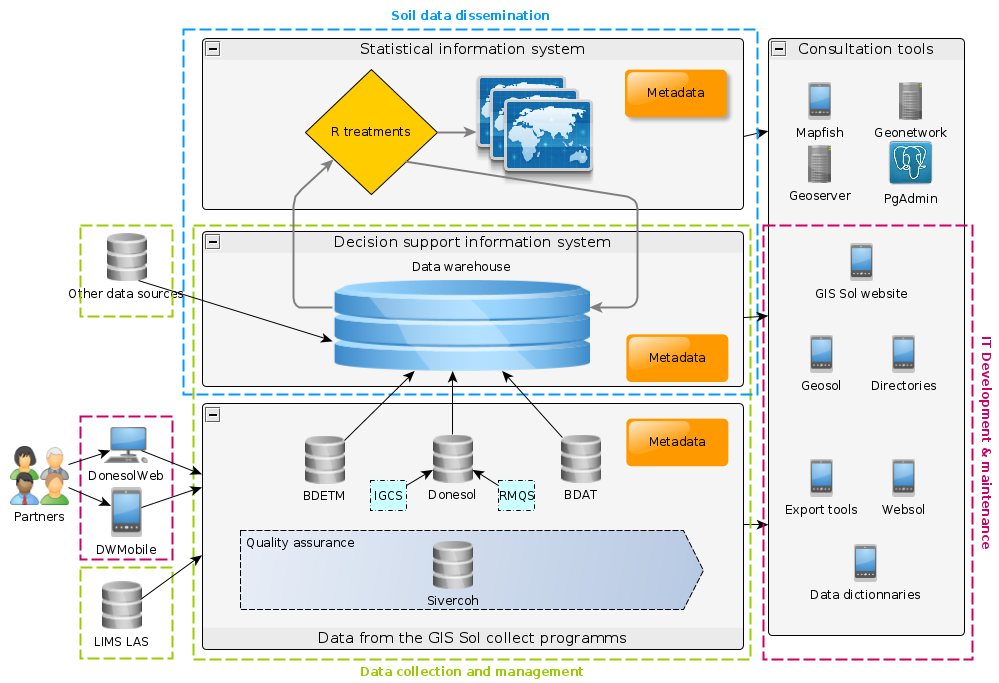 Soil data dissemination
Statistical information system
Consultation tools
R treatments
Metadata
Mapfish
Geonetwork
Geoserver
PgAdmin
Decision support information system
Data warehouse
Other data sources
Metadata
GIS Sol website
Geosol
Directories
IT Development & maintenance
Metadata
Partners
DonesolWeb
DWMobile
BDETM
IGCS
Donesol
RMQS
BDAT
Export tools
Websol
Quality assurance
Sivercoh
Data dictionnaries
LIMS LAS
Data from the GIS Sol collect programms
Data collection and management